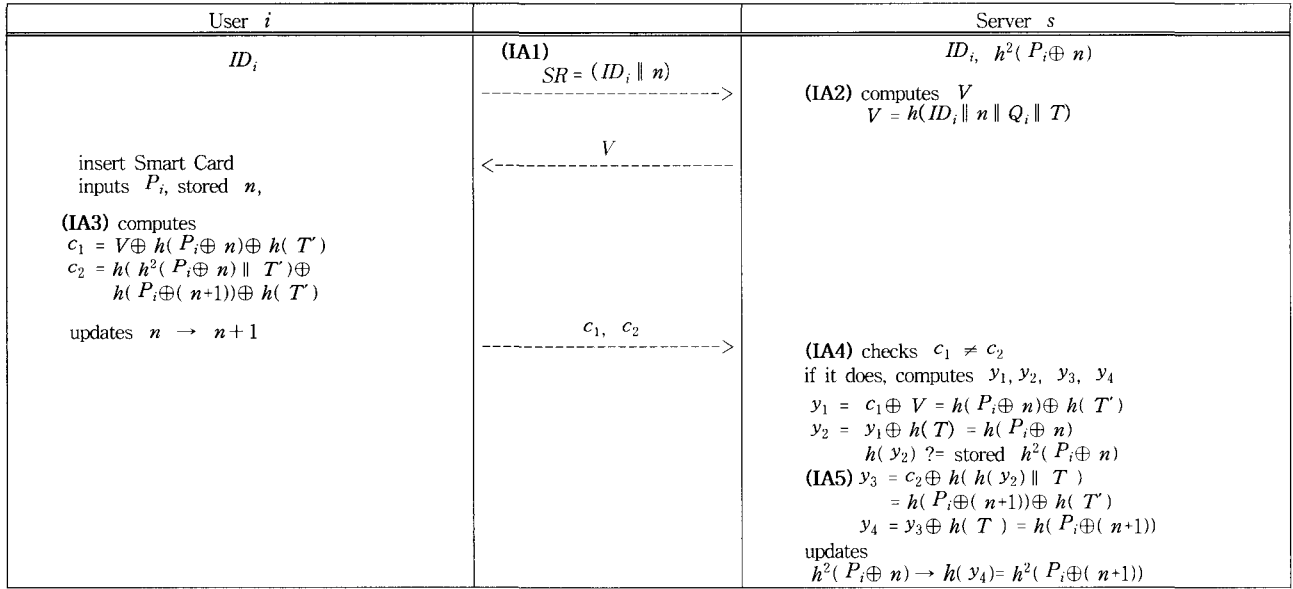 User i
Server s
ID_i
(IA1)
SR = (ID_i ∥ n)
ID_i, h²(P_i⊕ n)
(IA2) computes V
V = h(ID_i ∥ n ∥ Q_i ∥ T)
V
insert Smart Card
inputs P_i, stored n,
(IA3) computes
c₁ = V⊕ h(P_i⊕ n)⊕ h( T′)
c₂ = h( h²(P_i⊕ n) ∥ T′)⊕
h(P_i⊕( n+1))⊕ h( T′)
updates n → n+1
c₁, c₂
(IA4) checks c₁ ≠ c₂
if it does, computes y₁, y₂, y₃, y₄
y₁ = c₁⊕ V = h(P_i⊕ n)⊕ h( T′)
y₂ = y₁⊕ h(T) = h(P_i⊕ n)
h( y₂) ?= stored h²(P_i⊕ n)
(IA5) y₃ = c₂⊕ h( h(y₂) ∥ T )
= h(P_i⊕( n+1))⊕ h( T′)
y₄ = y₃⊕ h( T ) = h(P_i⊕( n+1))
updates
h²(P_i⊕ n) → h( y₄)= h²(P_i⊕( n+1))